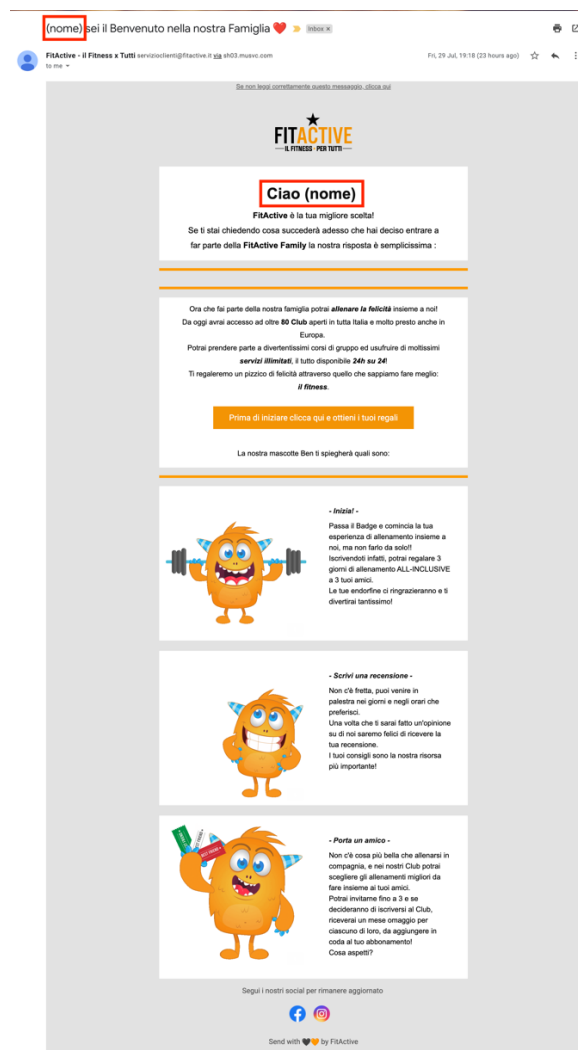 (nome) sei il Benvenuto nella nostra Famiglia ❤️ Inbox x
FitActive - il Fitness x Tutti servizioclienti@fitactive.it via sh03.musvc.com
Fri, 29 Jul, 19:18 (23 hours ago)
to me
Se non leggi correttamente questo messaggio, clicca qui
FITACTIVE
IL FITNESS PER TUTTI
Ciao (nome)
FitActive è la tua migliore scelta!
Se ti stai chiedendo cosa succederà adesso che hai deciso entrare a
far parte della FitActive Family la nostra risposta è semplicissima :
Ora che fai parte della nostra famiglia potrai allenare la felicità insieme a noi!
Da oggi avrai accesso ad oltre 80 Club aperti in tutta Italia e molto presto anche in
Europa.
Potrai prendere parte a divertentissimi corsi di gruppo ed usufruire di moltissimi
servizi illimitati, il tutto disponibile 24h su 24!
Ti regaleremo un pizzico di felicità attraverso quello che sappiamo fare meglio:
il fitness.
Prima di iniziare clicca qui e ottieni i tuoi regali
La nostra mascotte Ben ti spiegherà quali sono:
- Inizia! -
Passa il Badge e comincia la tua
esperienza di allenamento insieme a
noi, ma non farlo da solo!!
Iscrivendoti infatti, potrai regalare 3
giorni di allenamento ALL-INCLUSIVE
a 3 tuoi amici.
Le tue endorfine ci ringrazieranno e ti
divertirai tantissimo!
- Scrivi una recensione -
Non c'è fretta, puoi venire in
palestra nei giorni e negli orari che
preferisci.
Una volta che ti sarai fatto un'opinione
su di noi saremo felici di ricevere la
tua recensione.
I tuoi consigli sono la nostra risorsa
più importante!
- Porta un amico -
Non c'è cosa più bella che allenarsi in
compagnia, e nei nostri Club potrai
scegliere gli allenamenti migliori da
fare insieme ai tuoi amici.
Potrai invitarne fino a 3 e se
decideranno di iscriversi al Club,
riceverai un mese omaggio per
ciascuno di loro, da aggiungere in
coda al tuo abbonamento!
Cosa aspetti?
Segui i nostri social per rimanere aggiornato
Send with 🖤🧡 by FitActive